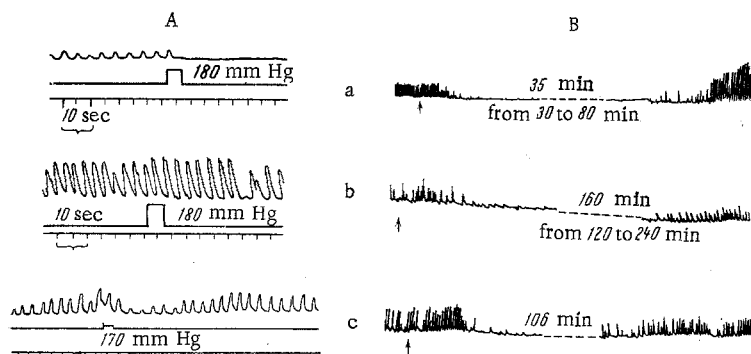 A
B
180 mm Hg
10 sec
a
35 min
from 30 to 80 min
10 sec
180 mm Hg
b
160 min
from 120 to 240 min
170 mm Hg
c
106 min